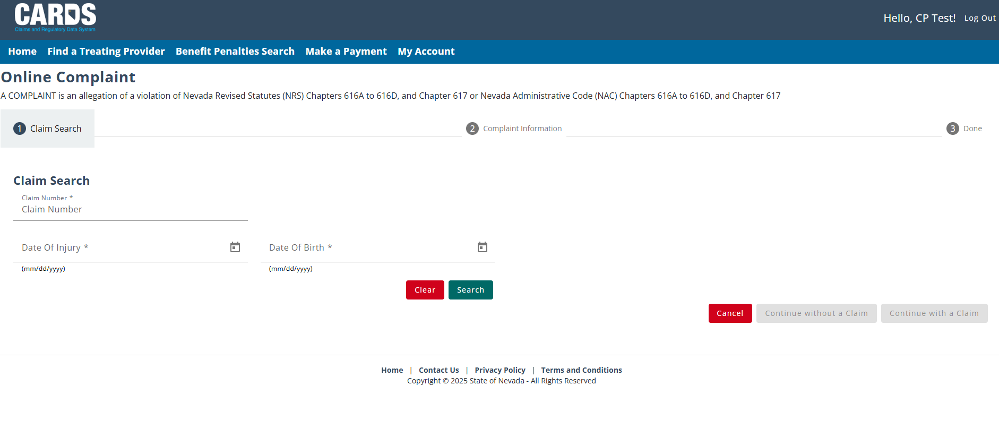 CARDS
Claims and Regulatory Data System
Hello, CP Test! Log Out
Home Find a Treating Provider Benefit Penalties Search Make a Payment My Account
Online Complaint
A COMPLAINT is an allegation of a violation of Nevada Revised Statutes (NRS) Chapters 616A to 616D, and Chapter 617 or Nevada Administrative Code (NAC) Chapters 616A to 616D, and Chapter 617
1 Claim Search 2 Complaint Information 3 Done
Claim Search
Claim Number *
Claim Number
Date Of Injury * Date Of Birth *
(mm/dd/yyyy) (mm/dd/yyyy)
Clear Search
Cancel Continue without a Claim Continue with a Claim
Home | Contact Us | Privacy Policy | Terms and Conditions
Copyright © 2025 State of Nevada - All Rights Reserved